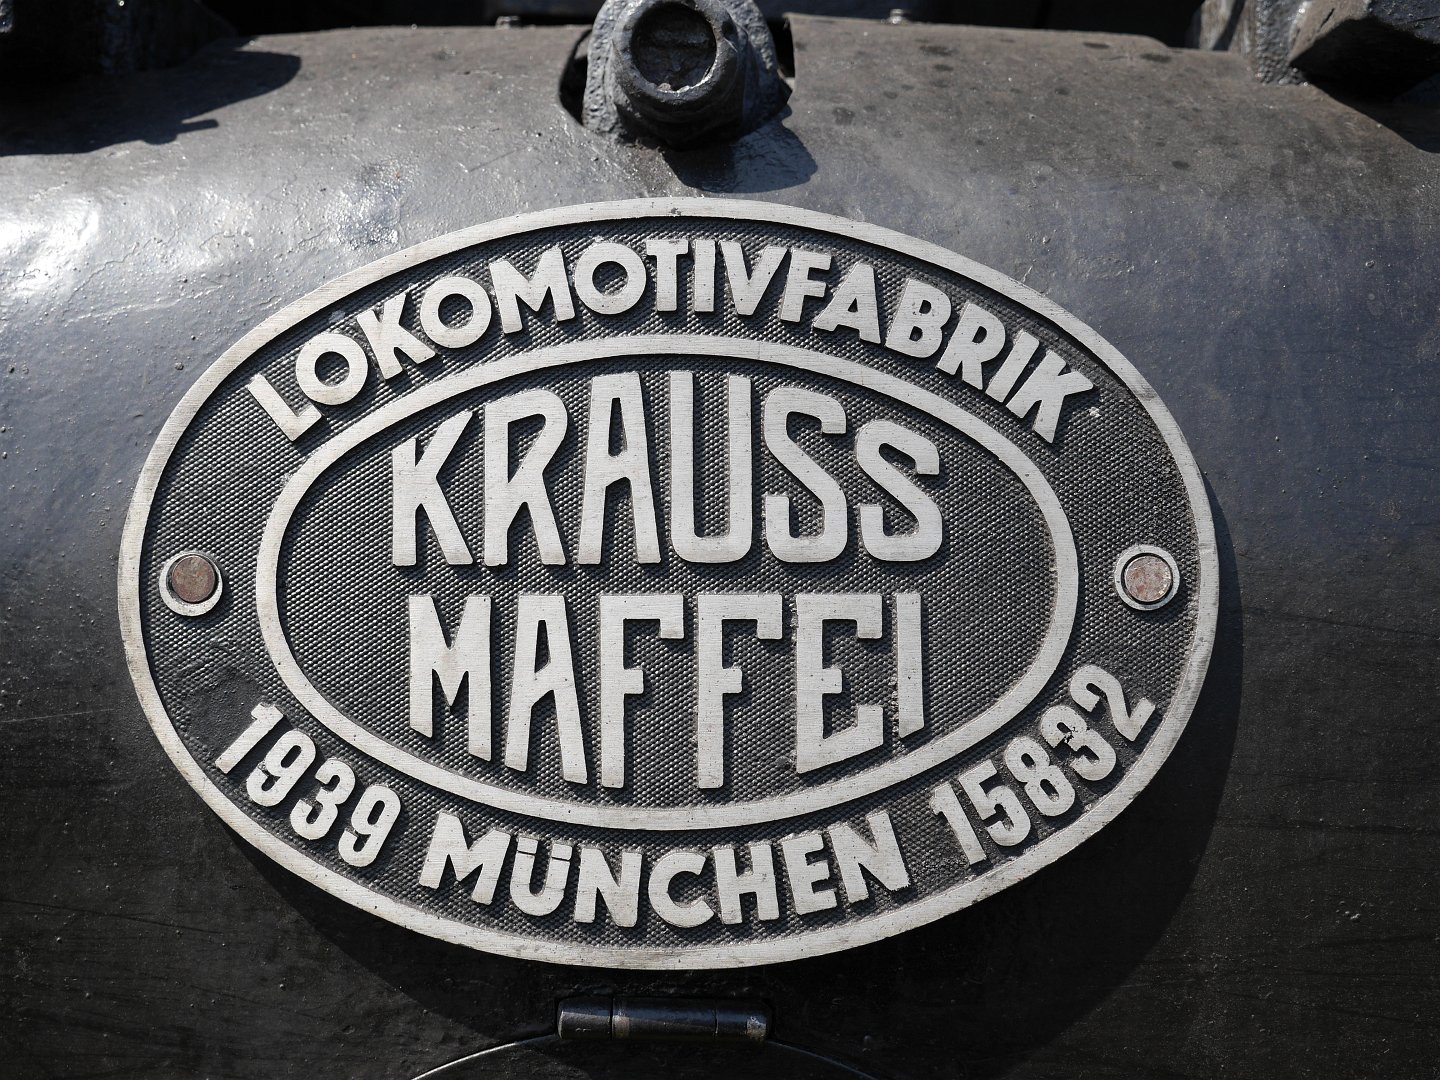 LOKOMOTIVFABRIK
KRAUSS
MAFFEI
1939 MÜNCHEN 15832